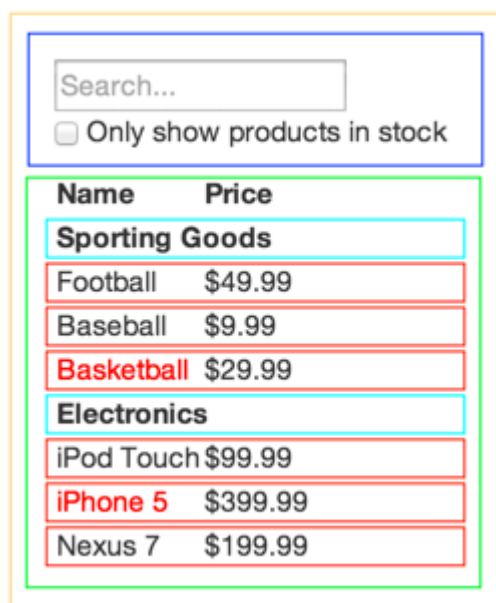 Search...
Only show products in stock
Name Price
Sporting Goods
Football $49.99
Baseball $9.99
Basketball $29.99
Electronics
iPod Touch $99.99
iPhone 5 $399.99
Nexus 7 $199.99